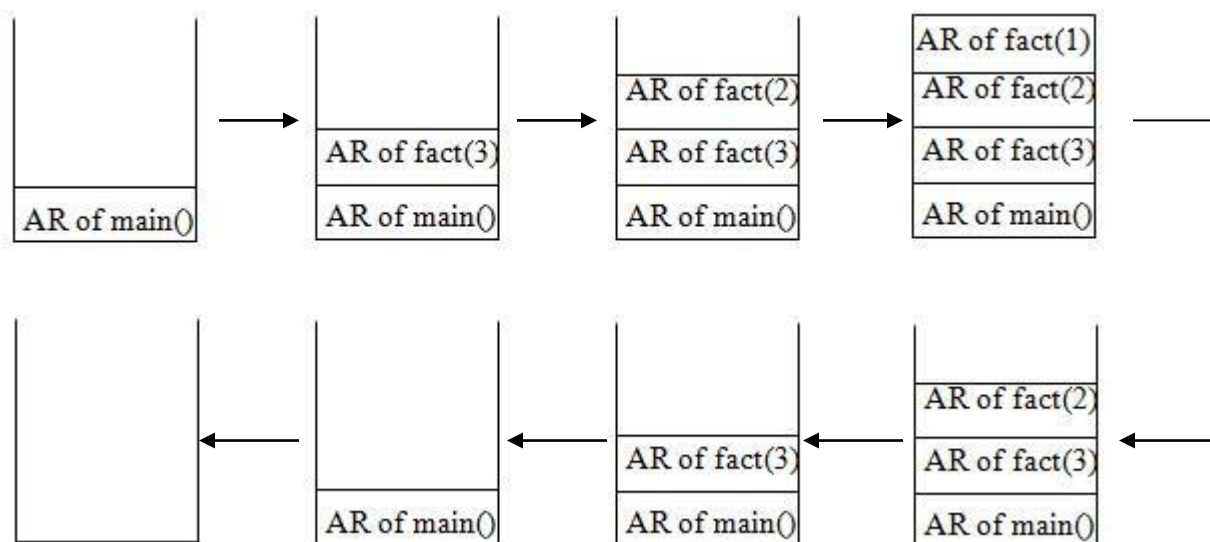 AR of main()
AR of fact(3)
AR of main()
AR of fact(2)
AR of fact(3)
AR of main()
AR of fact(1)
AR of fact(2)
AR of fact(3)
AR of main()
AR of main()
AR of fact(3)
AR of main()
AR of fact(2)
AR of fact(3)
AR of main()